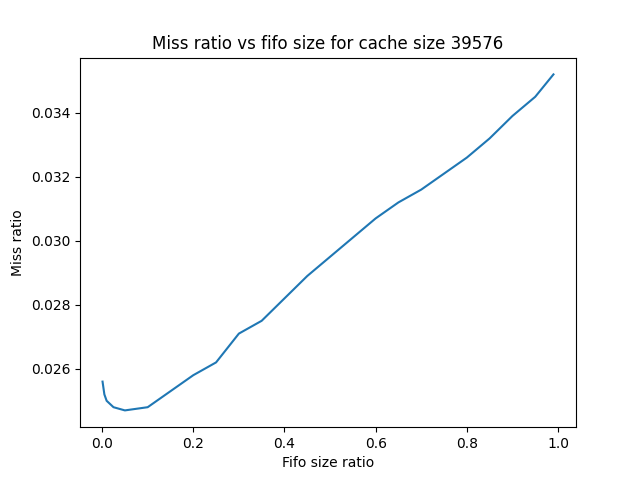 Miss ratio vs fifo size for cache size 39576
Miss ratio
0.034
0.032
0.030
0.028
0.026
0.0 0.2 0.4 0.6 0.8 1.0
Fifo size ratio